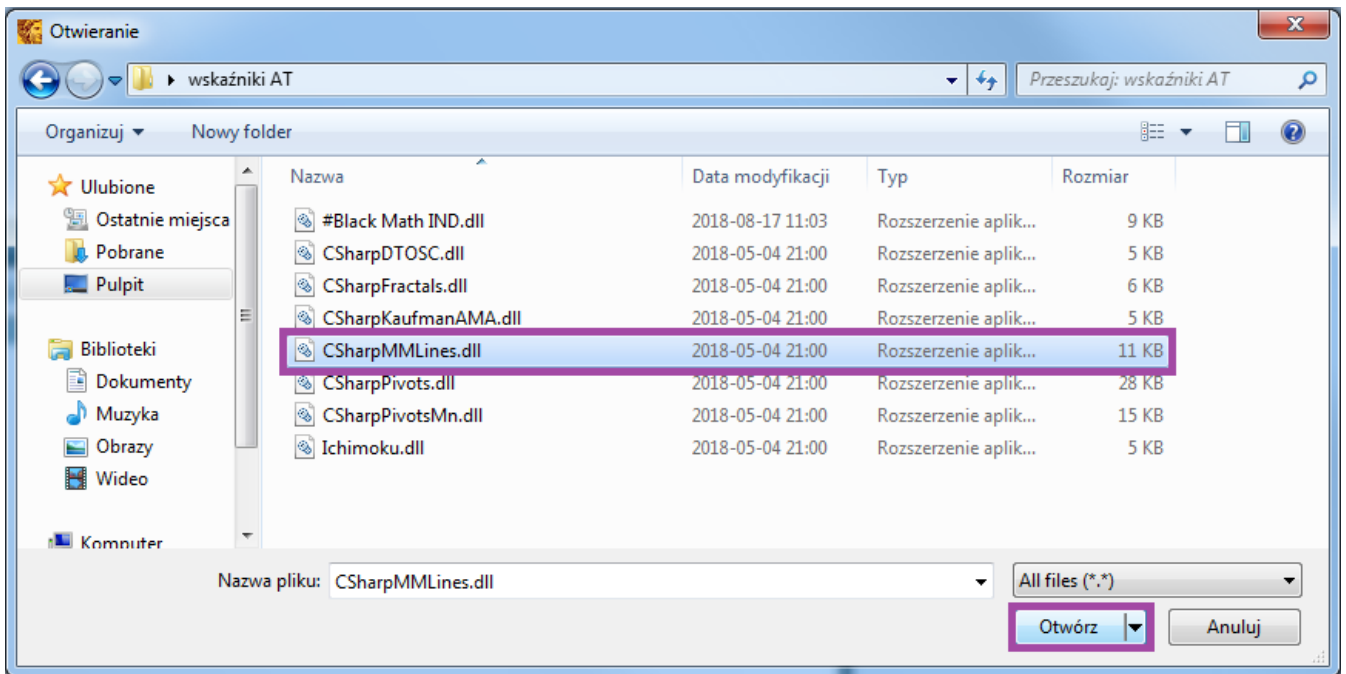 Otwieranie
wskaźniki AT
Przeszukaj: wskaźniki AT
Organizuj
Nowy folder
Ulubione
Ostatnie miejsca
Pobrane
Pulpit
Biblioteki
Dokumenty
Muzyka
Obrazy
Wideo
Komputer
Nazwa Data modyfikacji Typ Rozmiar
#Black Math IND.dll 2018-08-17 11:03 Rozszerzenie aplik... 9 KB
CSharpDTOSC.dll 2018-05-04 21:00 Rozszerzenie aplik... 5 KB
CSharpFractals.dll 2018-05-04 21:00 Rozszerzenie aplik... 6 KB
CSharpKaufmanAMA.dll 2018-05-04 21:00 Rozszerzenie aplik... 5 KB
CSharpMMLines.dll 2018-05-04 21:00 Rozszerzenie aplik... 11 KB
CSharpPivots.dll 2018-05-04 21:00 Rozszerzenie aplik... 28 KB
CSharpPivotsMn.dll 2018-05-04 21:00 Rozszerzenie aplik... 15 KB
Ichimoku.dll 2018-05-04 21:00 Rozszerzenie aplik... 5 KB
Nazwa pliku: CSharpMMLines.dll
All files (*.*)
Otwórz
Anuluj